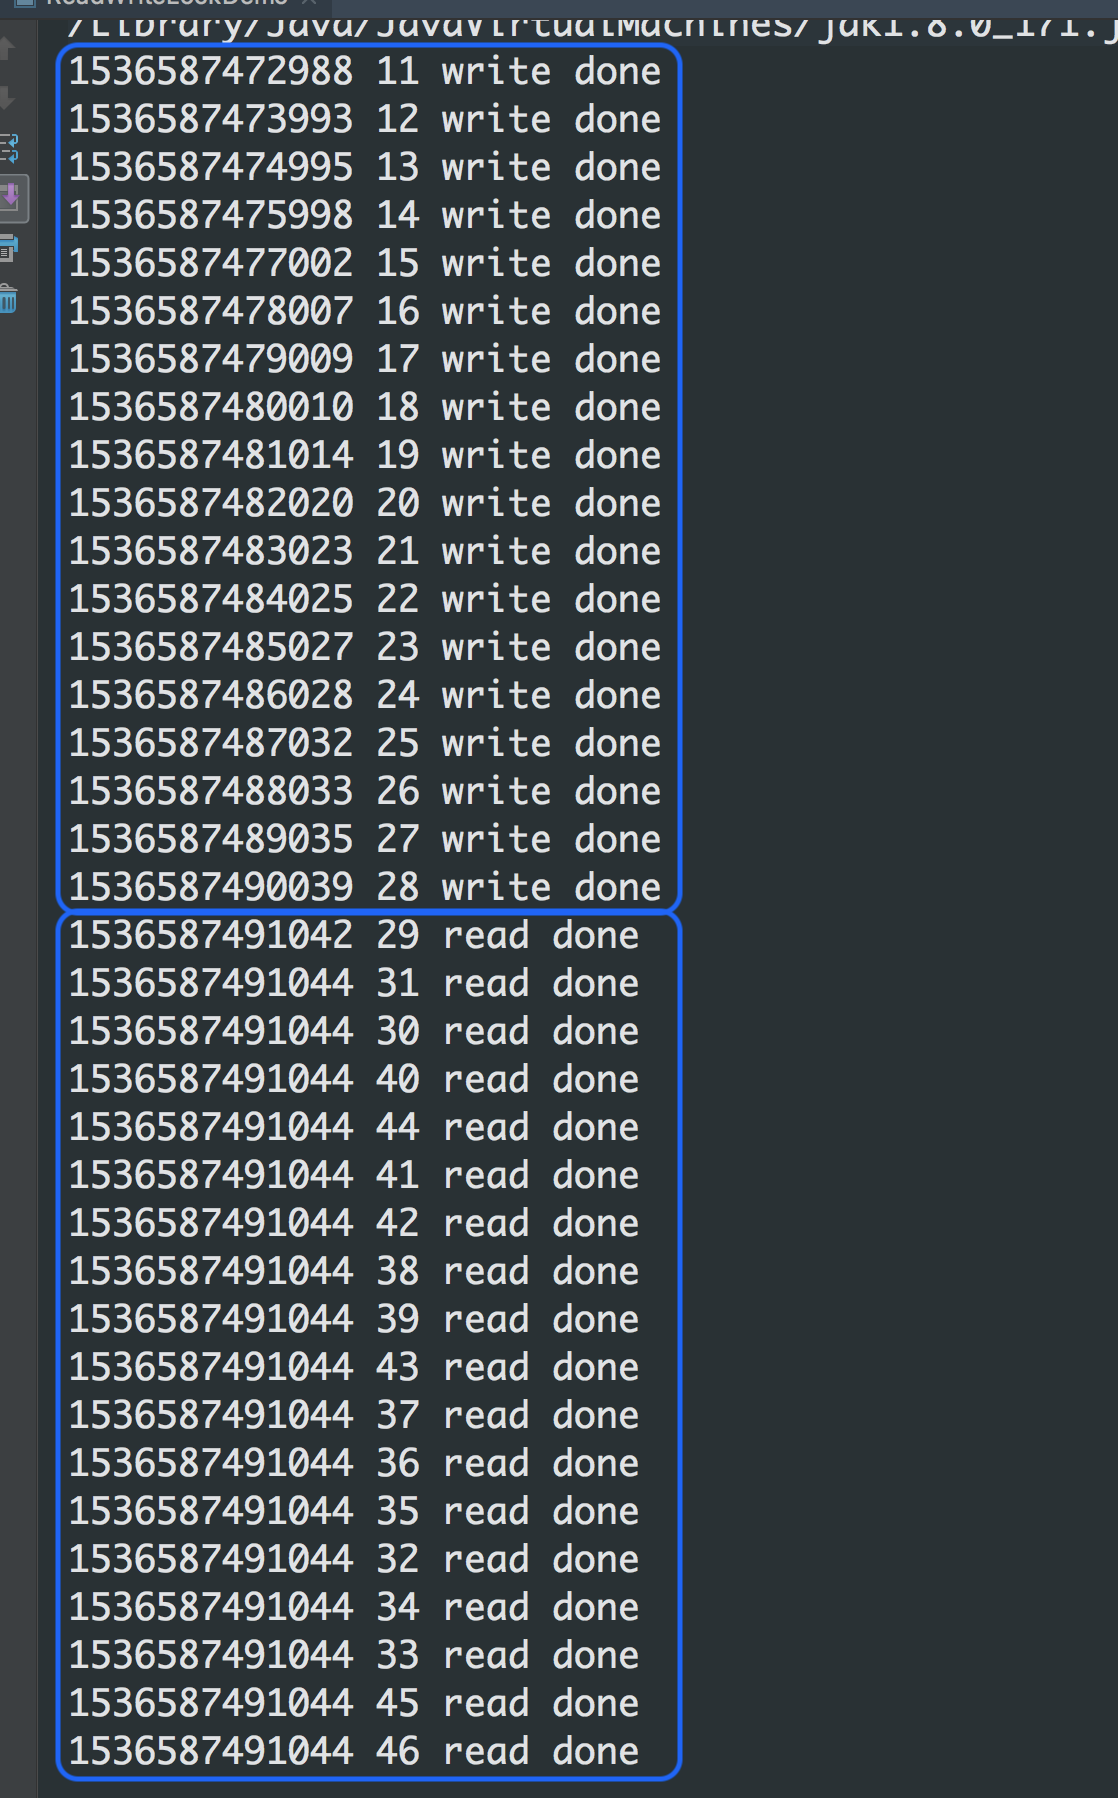 ReadWriteLockDemo
/Library/Java/JavaVirtualMachines/jdk1.8.0_171.j
1536587472988 11 write done
1536587473993 12 write done
1536587474995 13 write done
1536587475998 14 write done
1536587477002 15 write done
1536587478007 16 write done
1536587479009 17 write done
1536587480010 18 write done
1536587481014 19 write done
1536587482020 20 write done
1536587483023 21 write done
1536587484025 22 write done
1536587485027 23 write done
1536587486028 24 write done
1536587487032 25 write done
1536587488033 26 write done
1536587489035 27 write done
1536587490039 28 write done
1536587491042 29 read done
1536587491044 31 read done
1536587491044 30 read done
1536587491044 40 read done
1536587491044 44 read done
1536587491044 41 read done
1536587491044 42 read done
1536587491044 38 read done
1536587491044 39 read done
1536587491044 43 read done
1536587491044 37 read done
1536587491044 36 read done
1536587491044 35 read done
1536587491044 32 read done
1536587491044 34 read done
1536587491044 33 read done
1536587491044 45 read done
1536587491044 46 read done